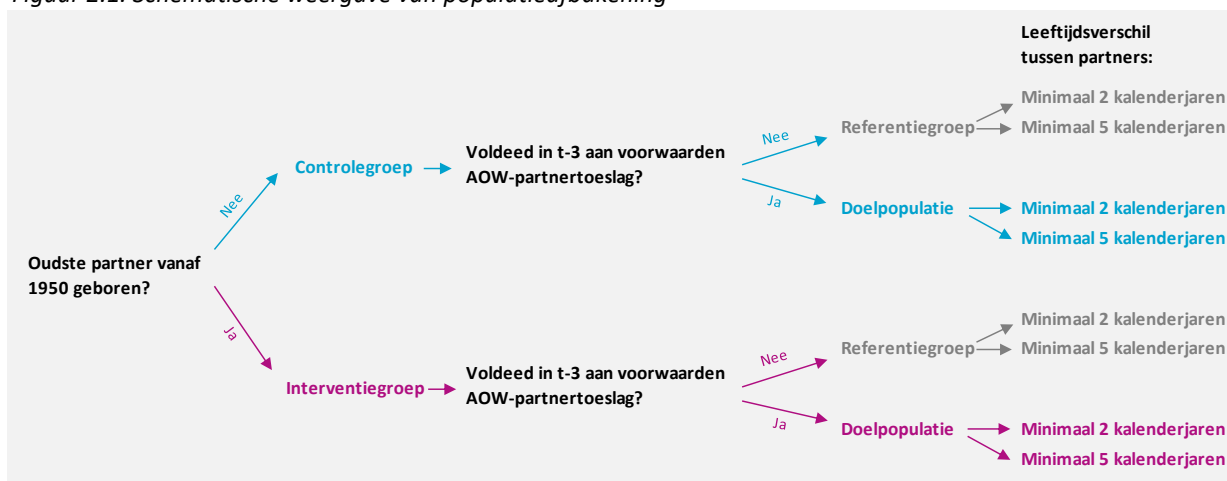 Figuur 2.1. Schematische weergave van populatieafbakening
Leeftijdsverschil
tussen partners:
Minimaal 2 kalenderjaren
Nee
Referentiegroep
Minimaal 5 kalenderjaren
Voldeed in t-3 aan voorwaarden
AOW-partnertoeslag?
Controlegroep
Ja
Nee
Doelpopulatie
Minimaal 2 kalenderjaren
Minimaal 5 kalenderjaren
Oudste partner vanaf
1950 geboren?
Minimaal 2 kalenderjaren
Ja
Nee
Referentiegroep
Minimaal 5 kalenderjaren
Voldeed in t-3 aan voorwaarden
AOW-partnertoeslag?
Interventiegroep
Ja
Doelpopulatie
Minimaal 2 kalenderjaren
Minimaal 5 kalenderjaren